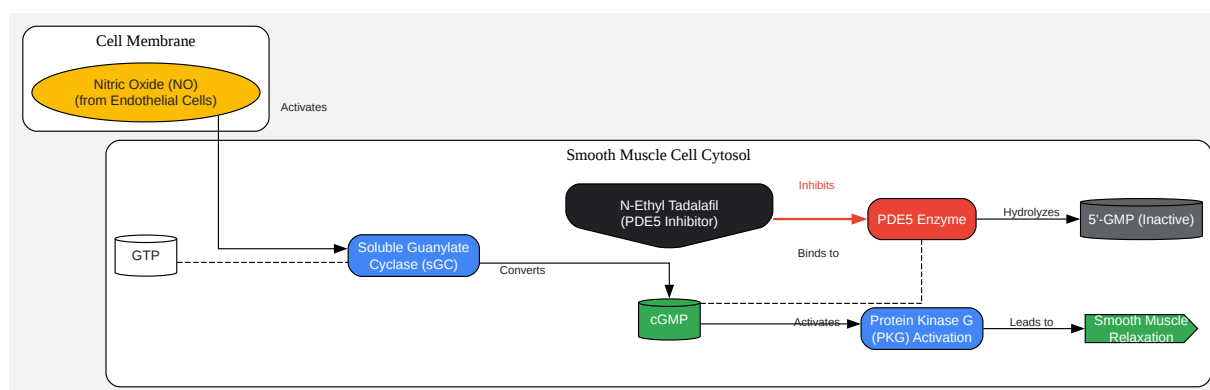 Cell Membrane
Nitric Oxide (NO)
(from Endothelial Cells)
Activates
Smooth Muscle Cell Cytosol
N-Ethyl Tadalafil
(PDE5 Inhibitor)
Inhibits
PDE5 Enzyme
Hydrolyzes
5'-GMP (Inactive)
GTP
Soluble Guanylate
Cyclase (sGC)
Converts
Binds to
cGMP
Activates
Protein Kinase G
(PKG) Activation
Leads to
Smooth Muscle
Relaxation